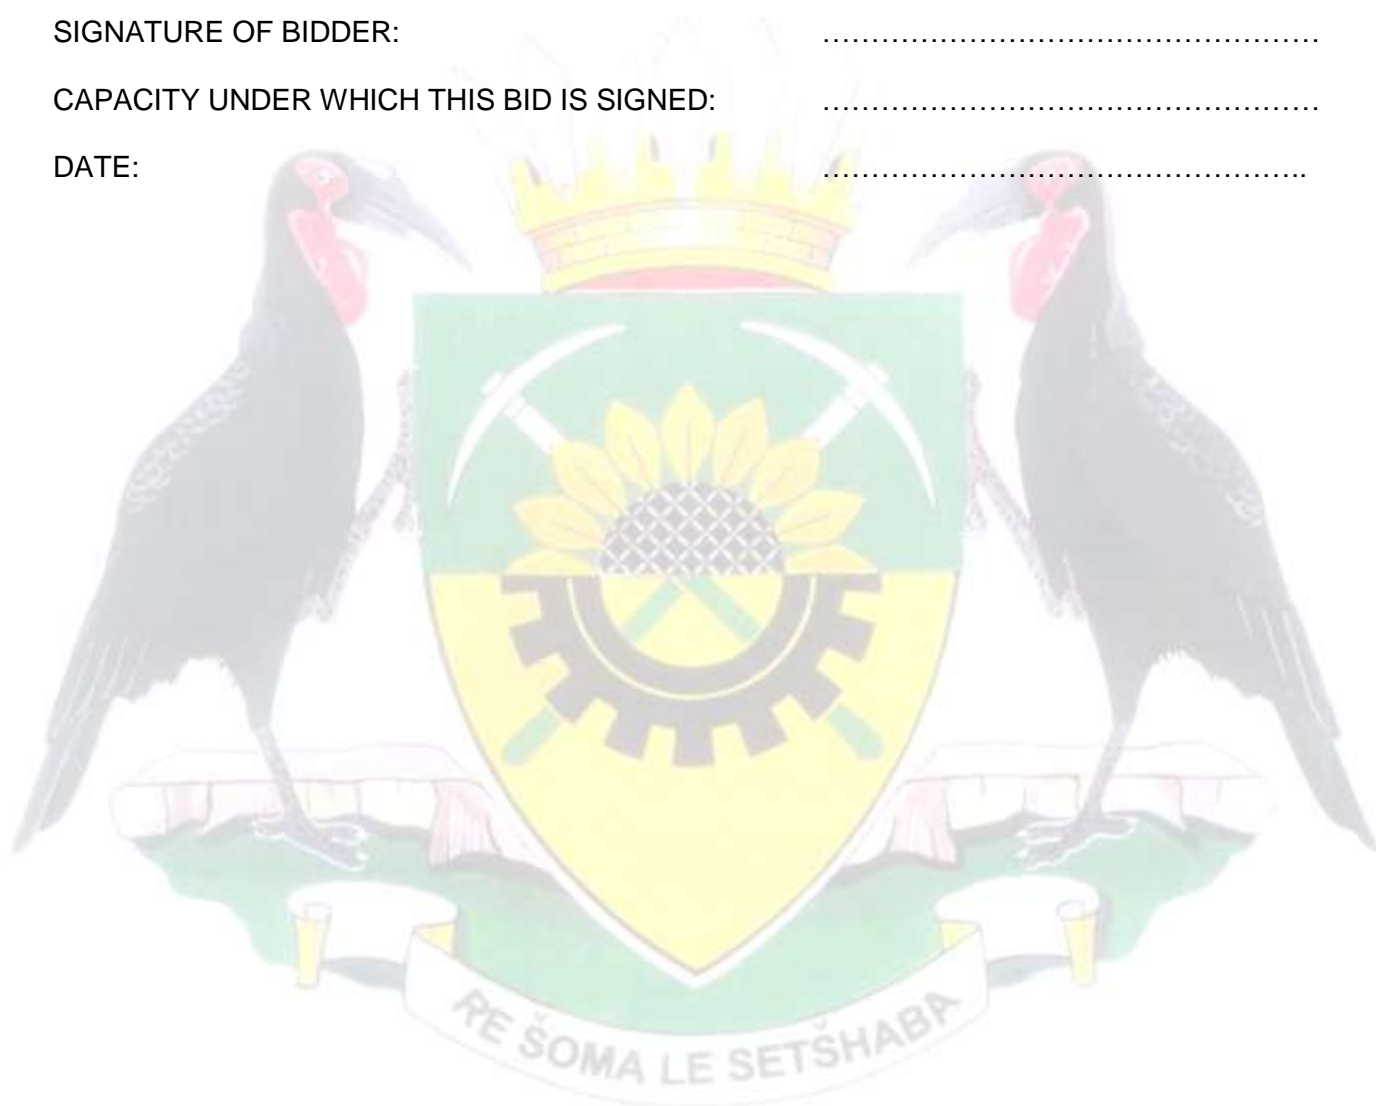 SIGNATURE OF BIDDER: ……………………………………………
CAPACITY UNDER WHICH THIS BID IS SIGNED: ……………………………………………
DATE: …………………………………………..
RE ŠOMA LE SETŠHABA